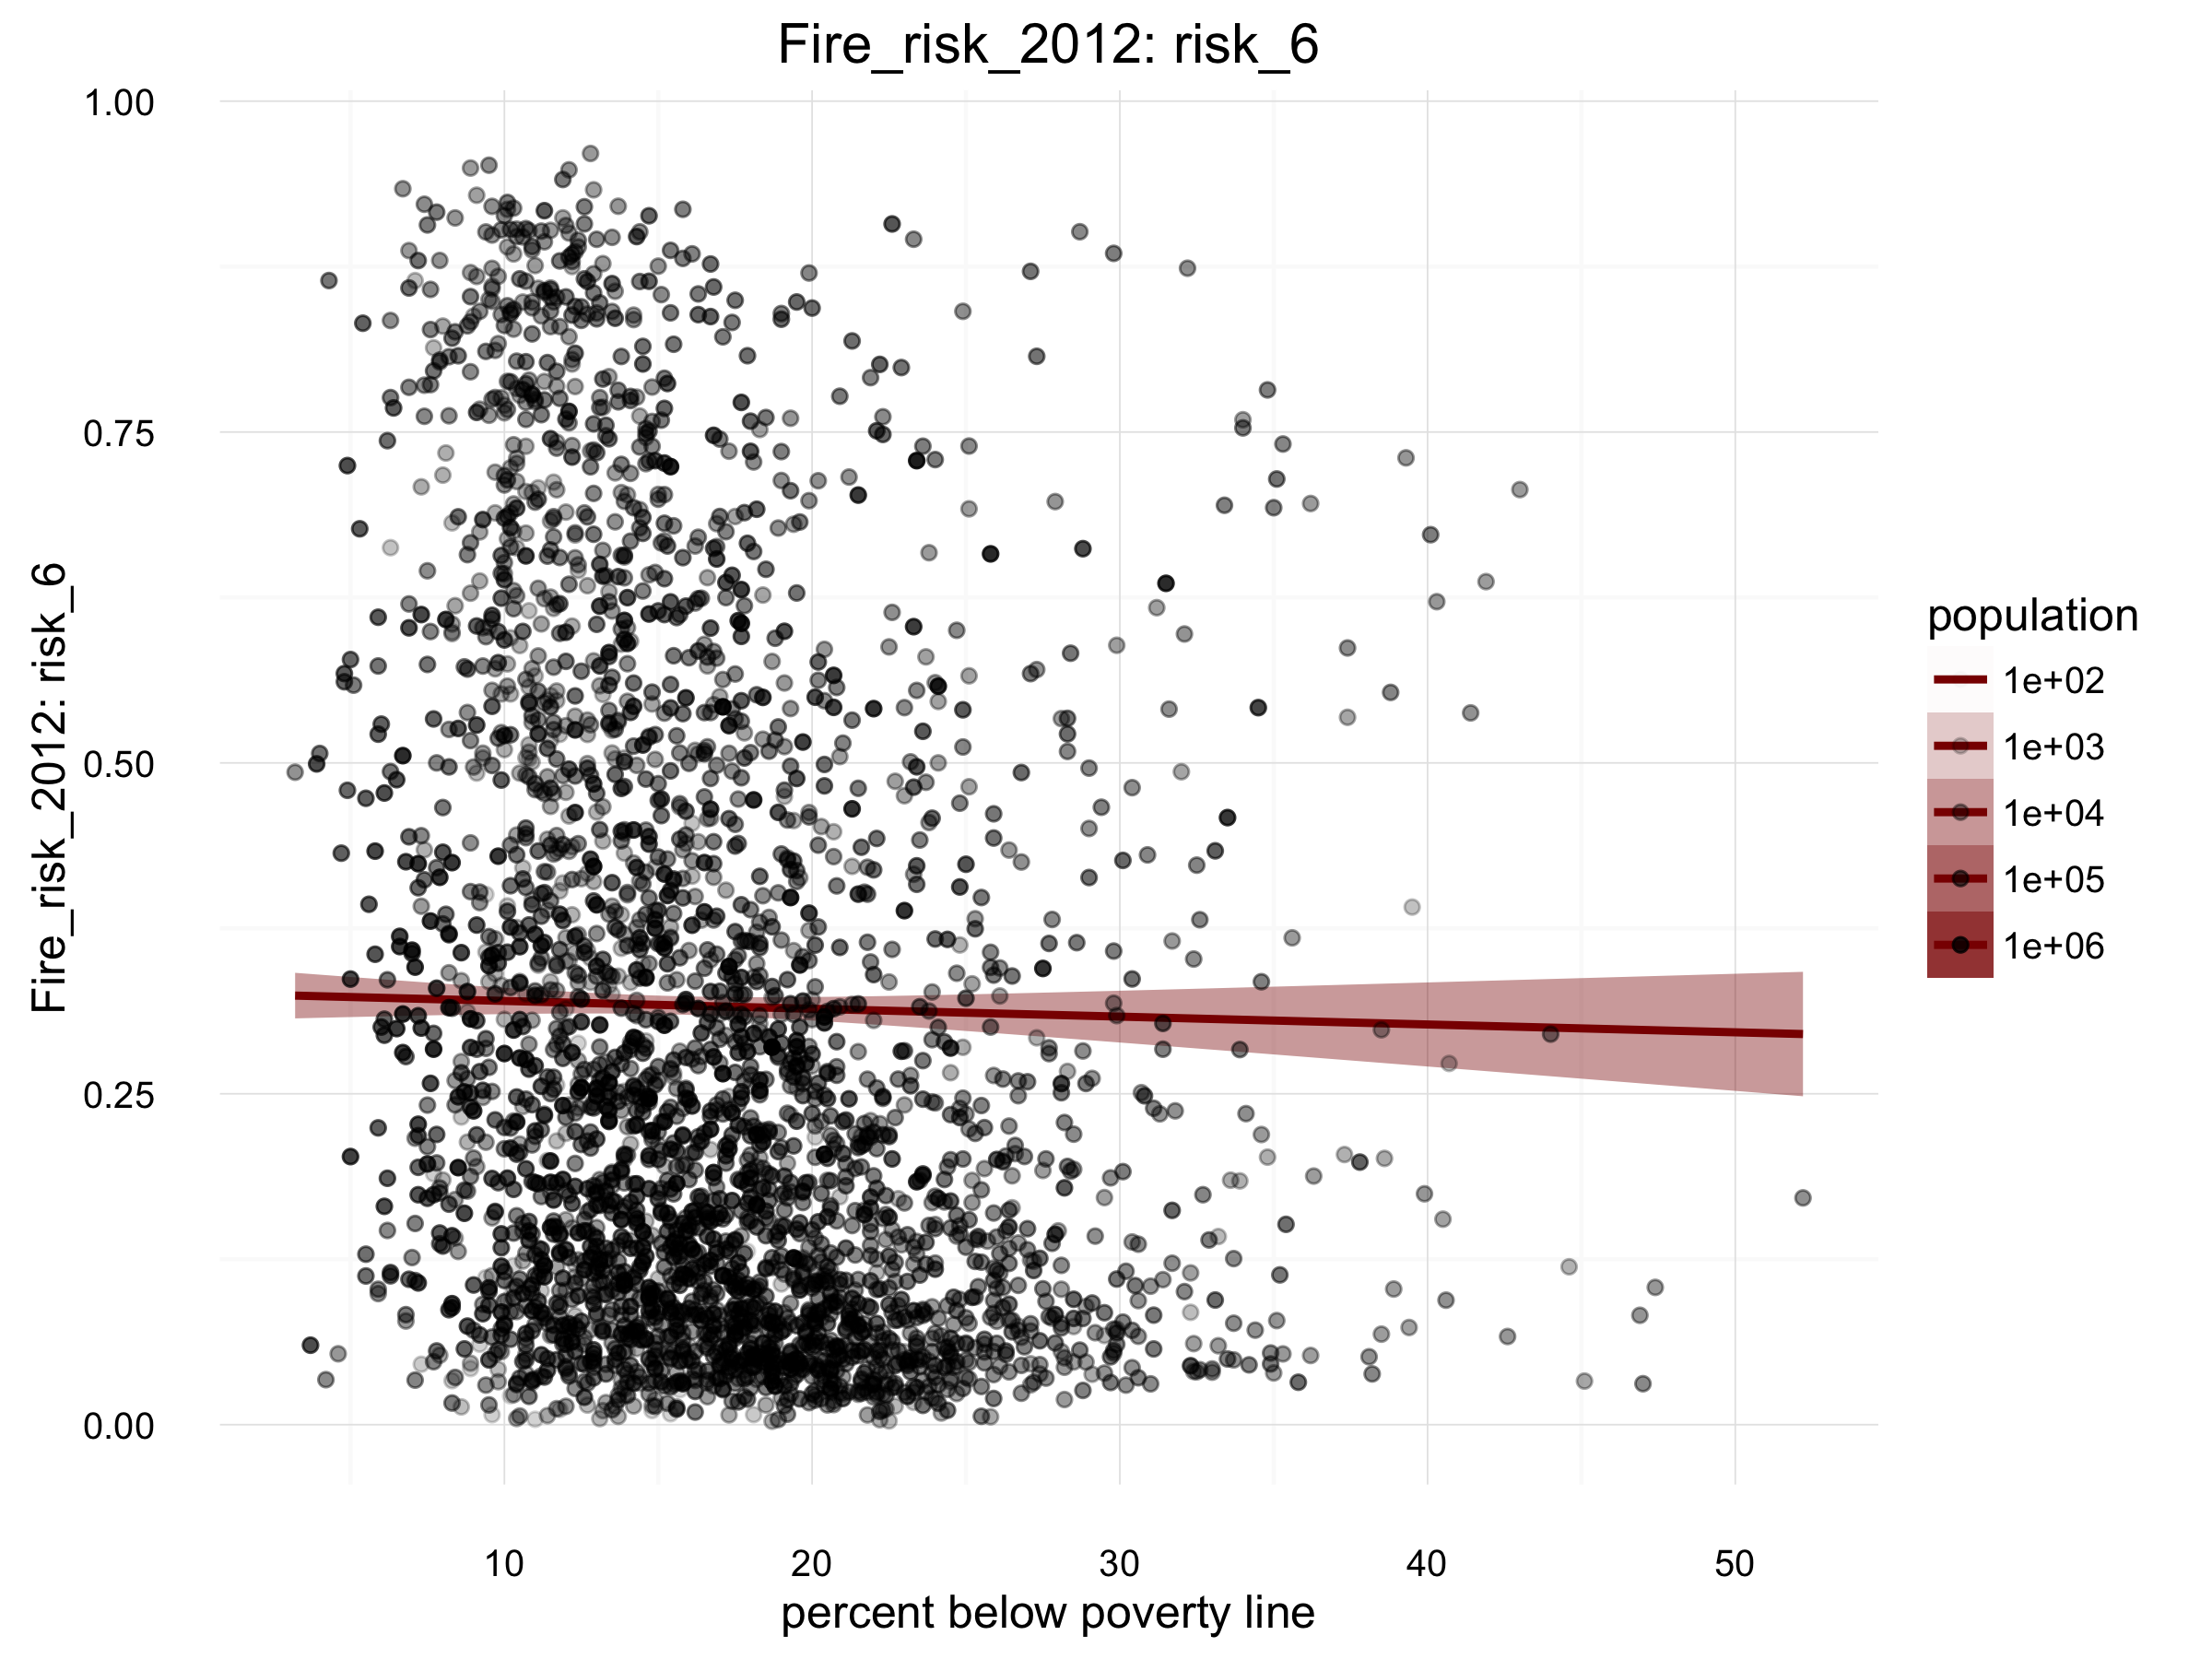 Fire_risk_2012: risk_6
Fire_risk_2012: risk_6
1.00
0.75
0.50
0.25
0.00
10
20
30
40
50
percent below poverty line
population
1e+02
1e+03
1e+04
1e+05
1e+06